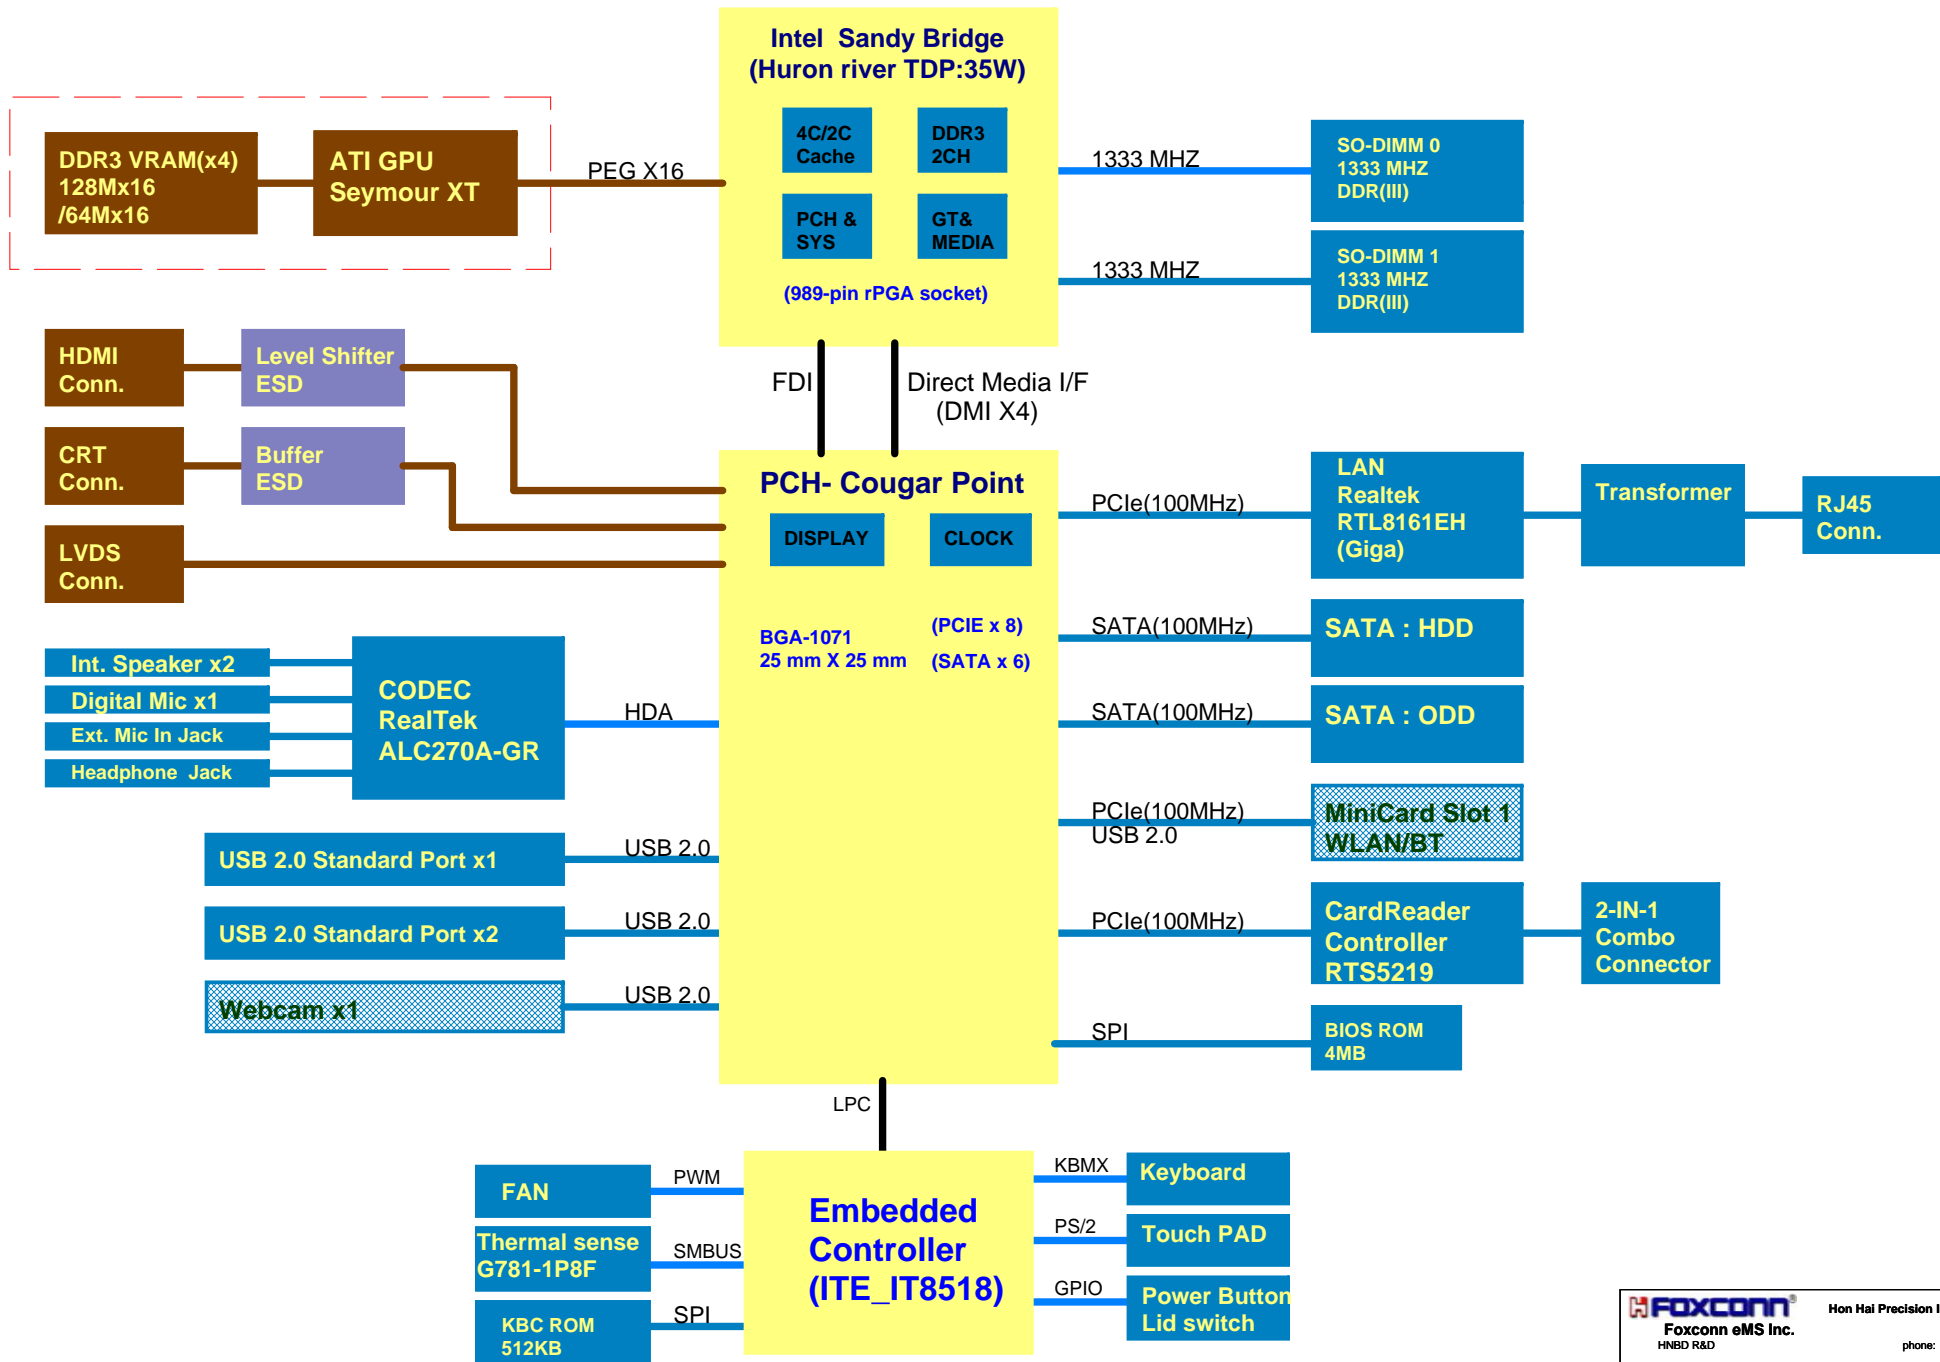 Intel Sandy Bridge
(Huron river TDP:35W)
4C/2C
Cache
DDR3
2CH
PCH &
SYS
GT&
MEDIA
(989-pin rPGA socket)
DDR3 VRAM(x4)
128Mx16
/64Mx16
ATI GPU
Seymour XT
PEG X16
1333 MHZ
SO-DIMM 0
1333 MHZ
DDR(III)
1333 MHZ
SO-DIMM 1
1333 MHZ
DDR(III)
HDMI
Conn.
Level Shifter
ESD
FDI
Direct Media I/F
(DMI X4)
CRT
Conn.
Buffer
ESD
LVDS
Conn.
PCH- Cougar Point
DISPLAY
CLOCK
BGA-1071
25 mm X 25 mm
(PCIE x 8)
(SATA x 6)
PCIe(100MHz)
LAN
Realtek
RTL8161EH
(Giga)
Transformer
RJ45
Conn.
SATA(100MHz)
SATA : HDD
SATA(100MHz)
SATA : ODD
Int. Speaker x2
Digital Mic x1
Ext. Mic In Jack
Headphone Jack
CODEC
RealTek
ALC270A-GR
HDA
PCIe(100MHz)
USB 2.0
MiniCard Slot 1
WLAN/BT
USB 2.0 Standard Port x1
USB 2.0
USB 2.0 Standard Port x2
USB 2.0
Webcam x1
USB 2.0
PCIe(100MHz)
CardReader
Controller
RTS5219
2-IN-1
Combo
Connector
SPI
BIOS ROM
4MB
LPC
FAN
PWM
Thermal sense
G781-1P8F
SMBUS
KBC ROM
512KB
SPI
Embedded
Controller
(ITE_IT8518)
KBMX
Keyboard
PS/2
Touch PAD
GPIO
Power Button
Lid switch
FOXCONN®
Hon Hai Precision I
Foxconn eMS Inc.
HNBD R&D
phone: